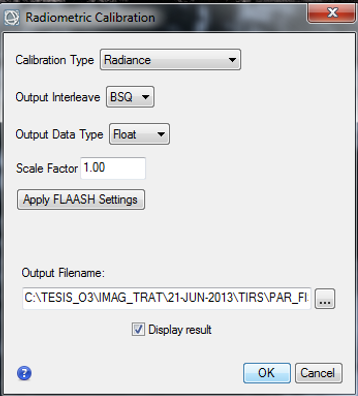 Radiometric Calibration
Calibration Type Radiance
Output Interleave BSQ
Output Data Type Float
Scale Factor 1.00
Apply FLAASH Settings
Output Filename:
C:\TESIS_O3\IMAG_TRAT\21-JUN-2013\TIRS\PAR_F ...
Display result
? OK Cancel